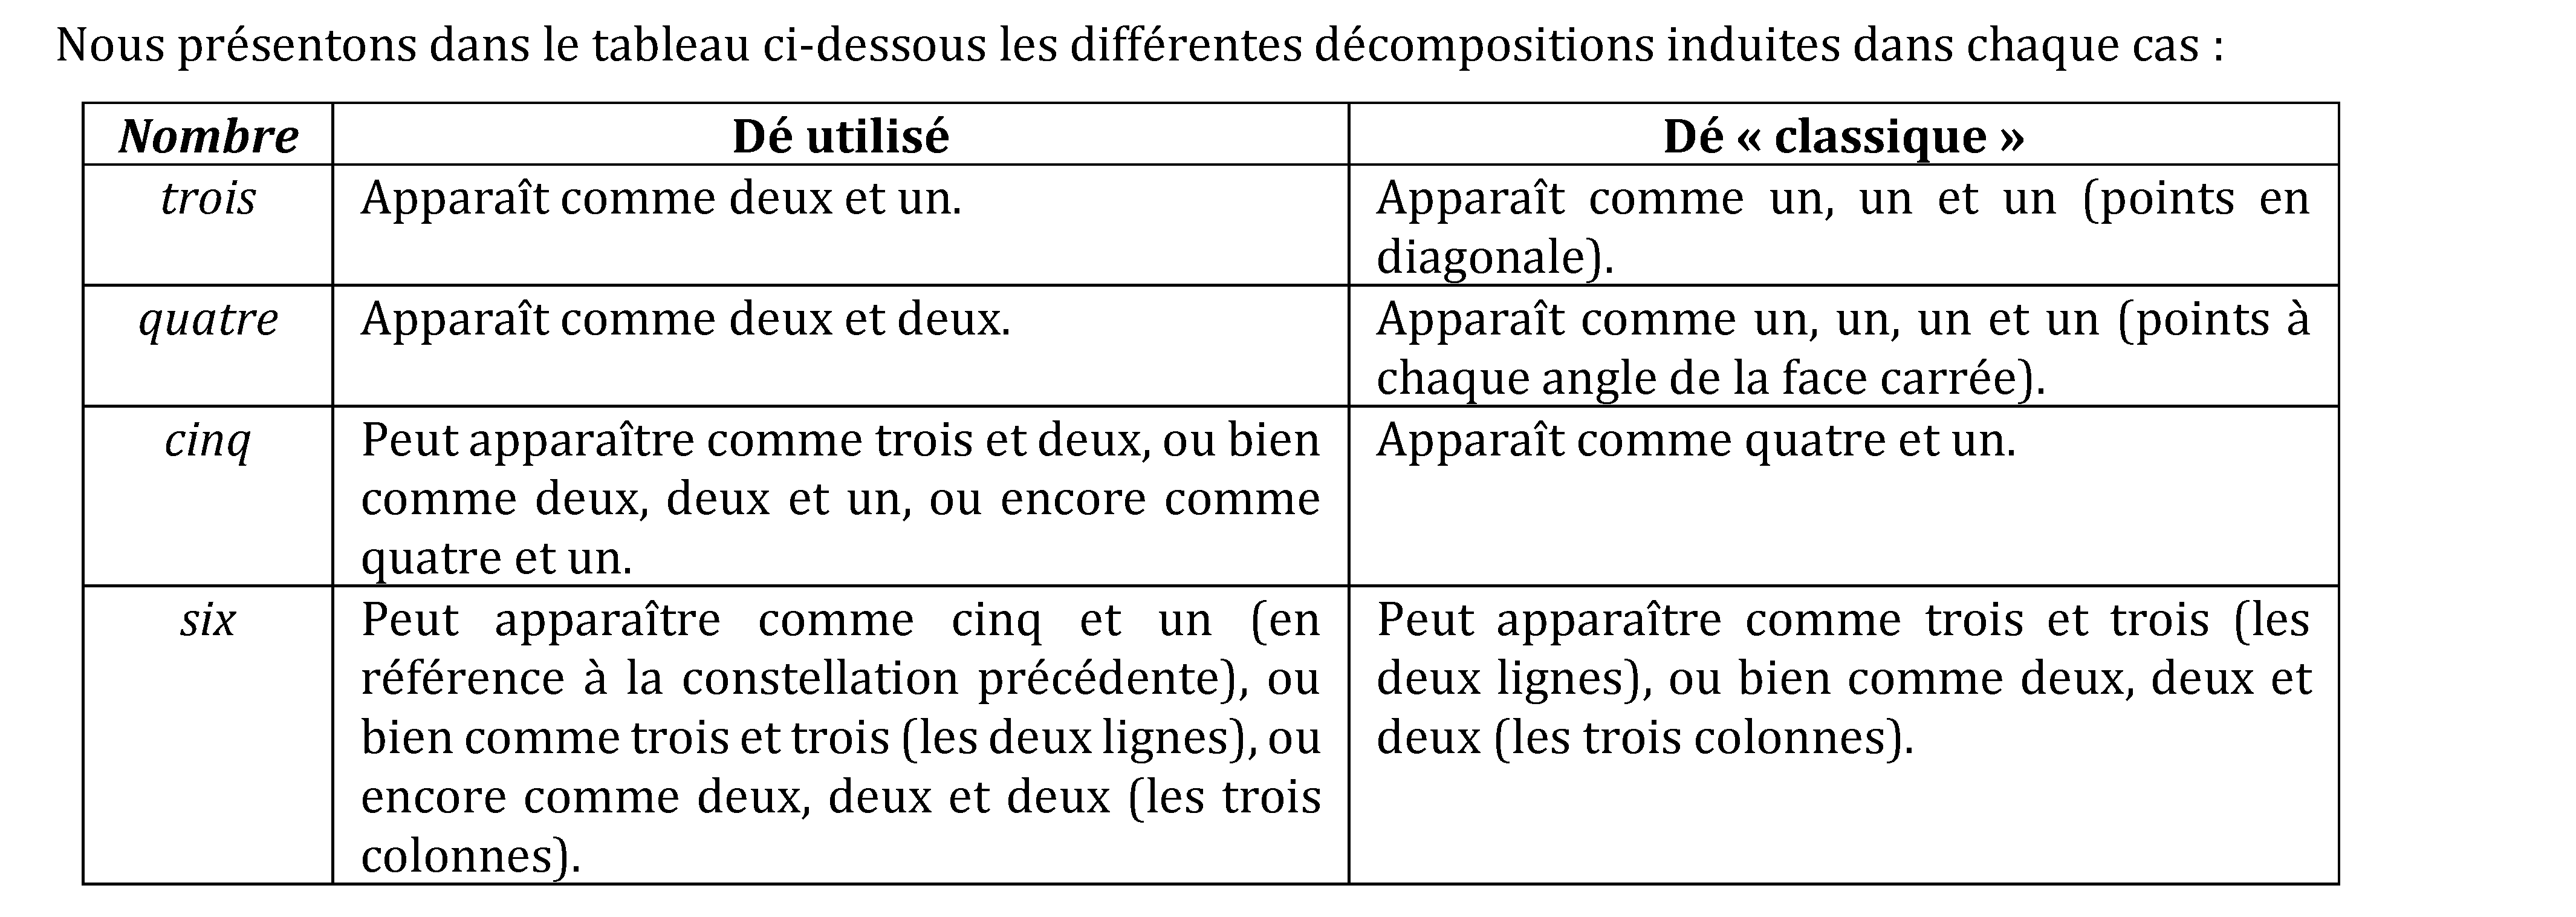 Nous présentons dans le tableau ci-dessous les différentes décompositions induites dans chaque cas :
Nombre
Dé utilisé
Dé « classique »
trois
Apparaît comme deux et un.
Apparaît comme un, un et un (points en
diagonale).
quatre
Apparaît comme deux et deux.
Apparaît comme un, un, un et un (points à
chaque angle de la face carrée).
cinq
Peut apparaître comme trois et deux, ou bien
comme deux, deux et un, ou encore comme
quatre et un.
Apparaît comme quatre et un.
six
Peut apparaître comme cinq et un (en
référence à la constellation précédente), ou
bien comme trois et trois (les deux lignes), ou
encore comme deux, deux et deux (les trois
colonnes).
Peut apparaître comme trois et trois (les
deux lignes), ou bien comme deux, deux et
deux (les trois colonnes).